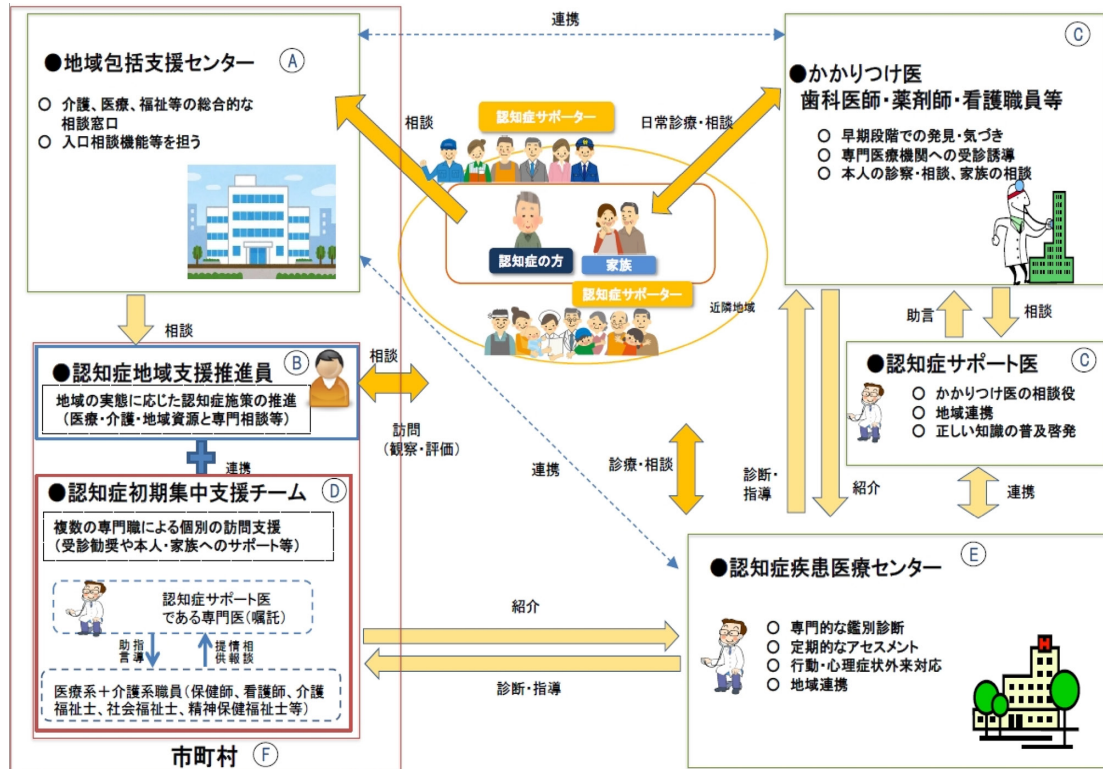 ●地域包括支援センター Ⓐ
○ 介護、医療、福祉等の総合的な
相談窓口
○ 入口相談機能等を担う
連携
相談
認知症サポーター
日常診療・相談
認知症の方
家族
認知症サポーター
近隣地域
Ⓒ
●かかりつけ医
歯科医師・薬剤師・看護職員等
○ 早期段階での発見・気づき
○ 専門医療機関への受診誘導
○ 本人の診察・相談、家族の相談
相談
Ⓑ
●認知症地域支援推進員
地域の実態に応じた認知症施策の推進
(医療・介護・地域資源と専門相談等)
相談
訪問
(観察・評価)
連携
診療・相談
診断・
指導
紹介
助言
相談
●認知症サポート医 Ⓒ
○ かかりつけ医の相談役
○ 地域連携
○ 正しい知識の普及啓発
連携
連携
●認知症初期集中支援チーム Ⓓ
複数の専門職による個別の訪問支援
(受診勧奨や本人・家族へのサポート等)
認知症サポート医
である専門医(嘱託)
指導
助言
相談
情報
提供
医療系+介護系職員(保健師、看護師、介護
福祉士、社会福祉士、精神保健福祉士等)
市町村 Ⓕ
紹介
診断・指導
Ⓔ
●認知症疾患医療センター
○ 専門的な鑑別診断
○ 定期的なアセスメント
○ 行動・心理症状外来対応
○ 地域連携
H